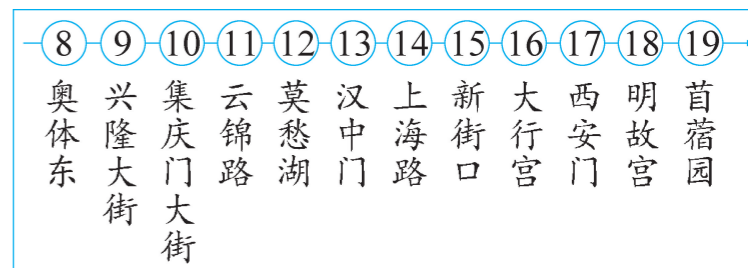 8 9 10 11 12 13 14 15 16 17 18 19
奥体东
兴隆大街
集庆门大街
云锦路
莫愁湖
汉中门
上海路
新街口
大行宫
西安门
明故宫
苜蓿园